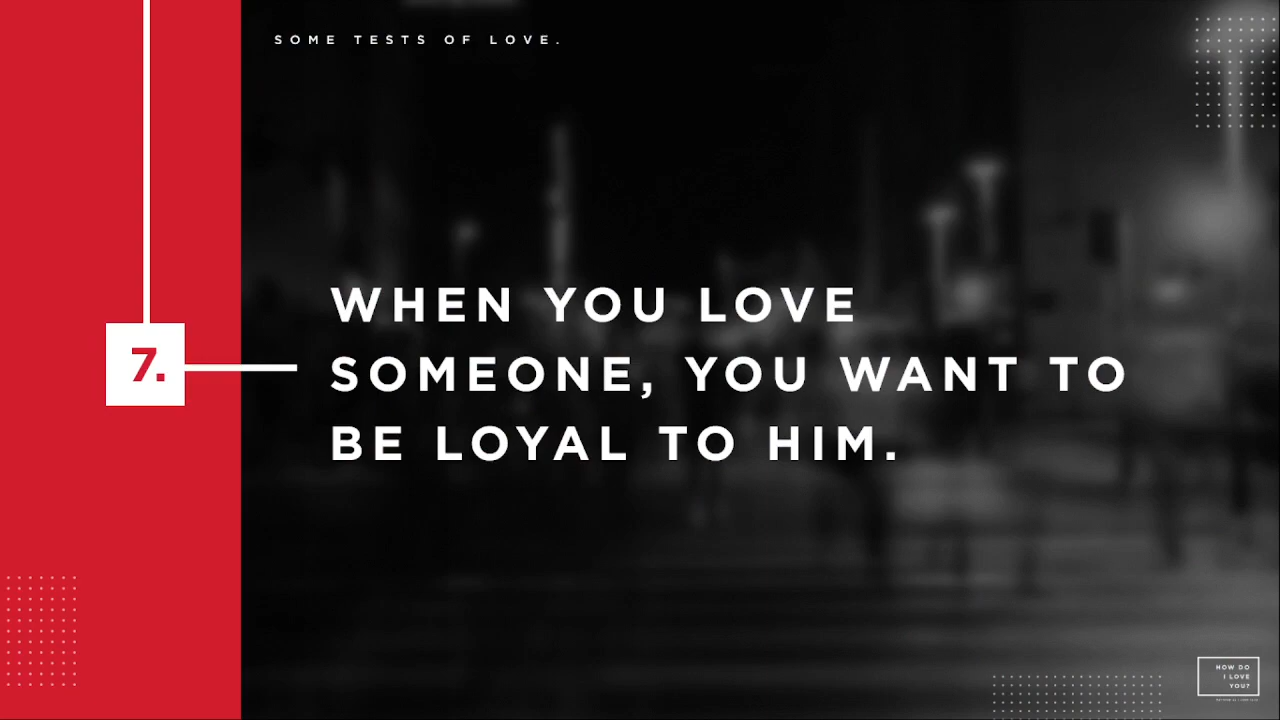 SOME TESTS OF LOVE.
7.
WHEN YOU LOVE
SOMEONE, YOU WANT TO
BE LOYAL TO HIM.
HOW DO
I LOVE
YOU?